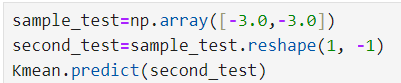 sample_test=np.array([-3.0,-3.0])
second_test=sample_test.reshape(1, -1)
Kmean.predict(second_test)